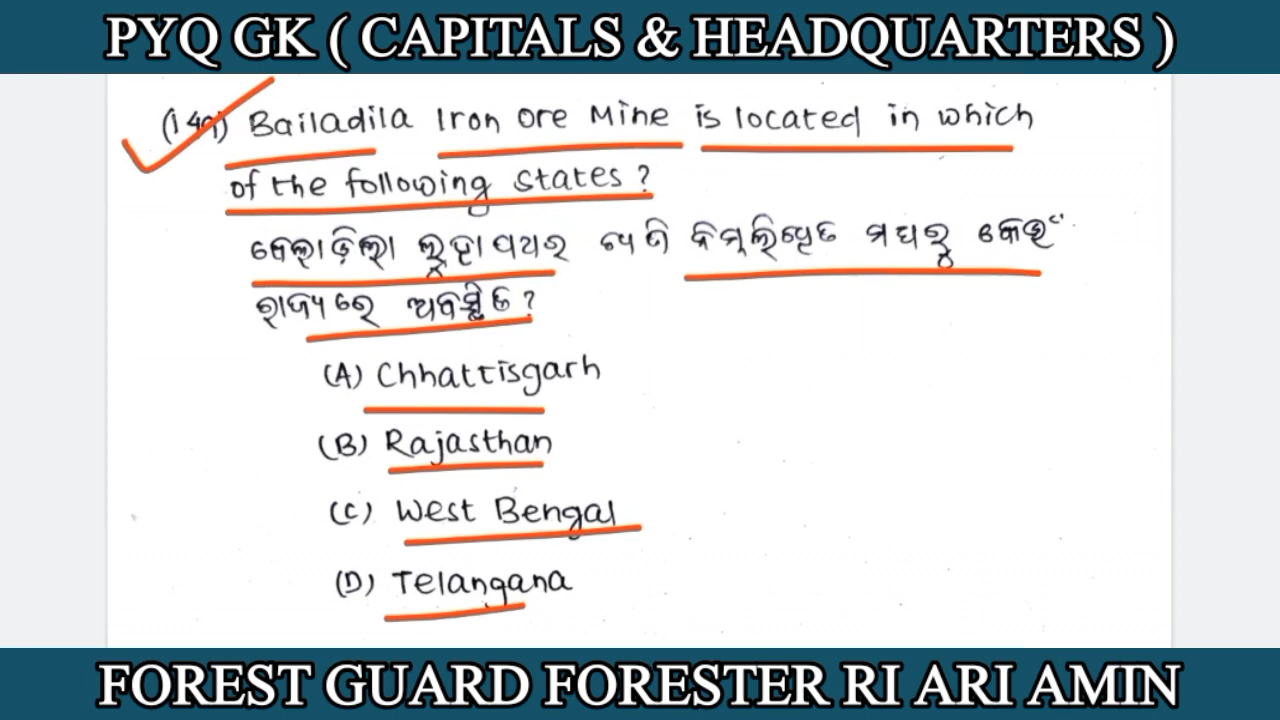 PYQ GK ( CAPITALS & HEADQUARTERS )
(149) Bailadila Iron ore Mine is located in which
of the following states ?
ବେଲାଡ଼ିଲା ଲୁହାପଥର ଖଣି ନିମ୍ନଲିଖିତ ମଧ୍ୟରୁ କେଉଁ
ରାଜ୍ୟରେ ଅବସ୍ଥିତ ?
(A) Chhattisgarh
(B) Rajasthan
(C) West Bengal
(D) Telangana
FOREST GUARD FORESTER RI ARI AMIN